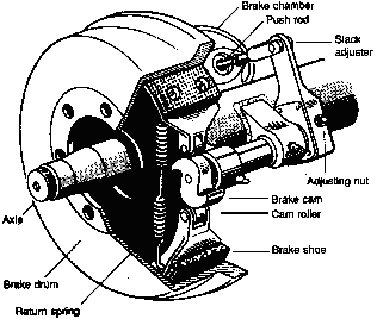 Brake chamber
Push rod
Slack
adjuster
Adjusting nut
Brake cam
Cam roller
Axle
Brake shoe
Brake drum
Return spring